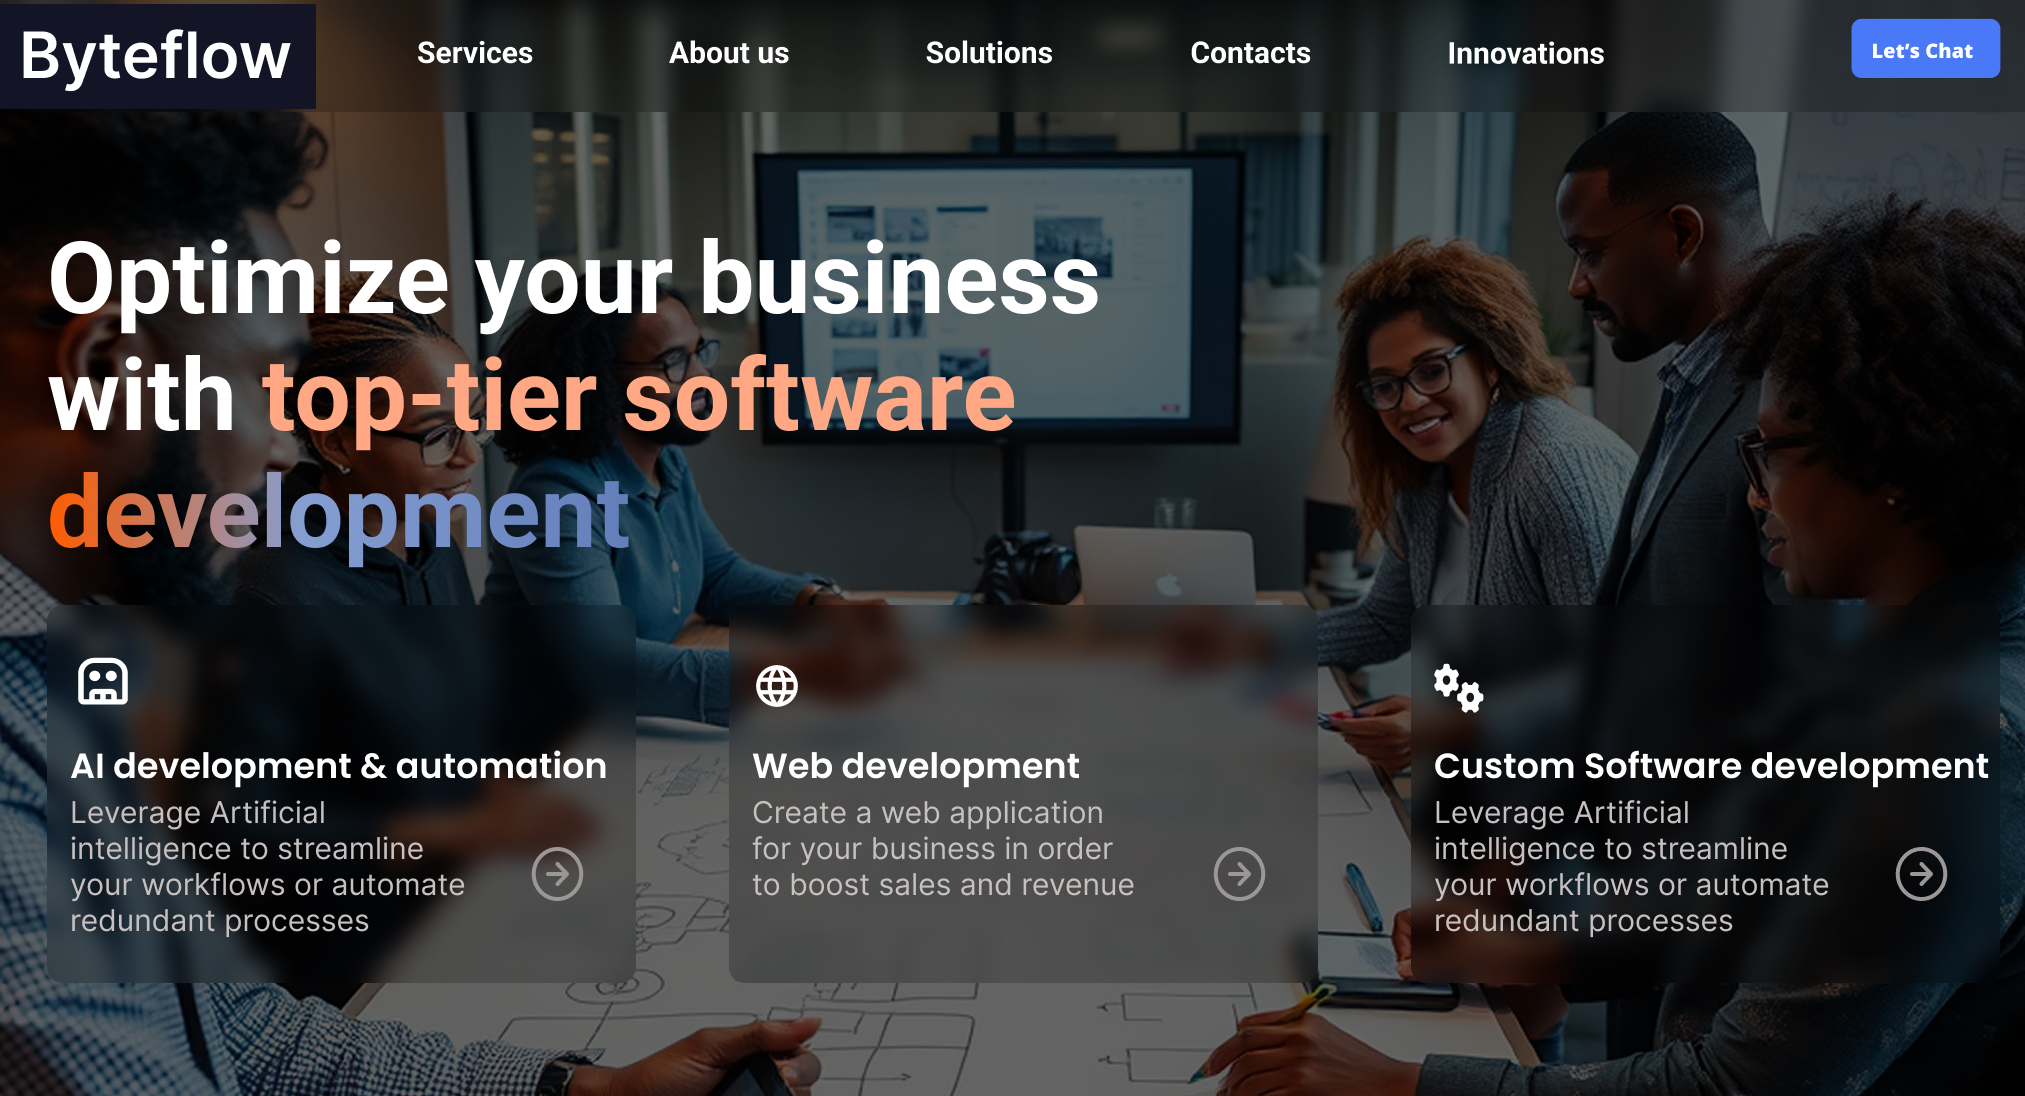 Byteflow
Services
About us
Solutions
Contacts
Innovations
Let's Chat
Optimize your business
with top-tier software
development
AI development & automation
Leverage Artificial
intelligence to streamline
your workflows or automate
redundant processes
Web development
Create a web application
for your business in order
to boost sales and revenue
Custom Software development
Leverage Artificial
intelligence to streamline
your workflows or automate
redundant processes